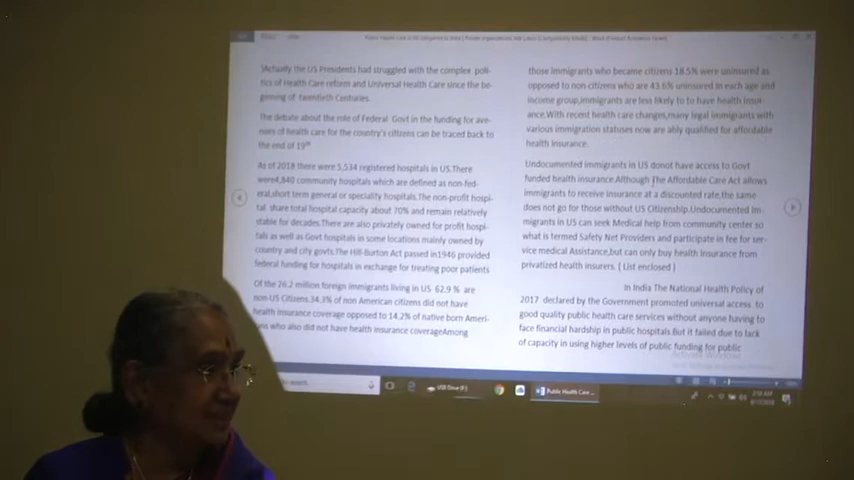 Public Health Care in US compared to India
!Actually the US Presidents had struggled with the complex poli-
tics of Health Care reform and Universal Health Care since the be-
genning of twentieth Centuries.
The debate about the role of Federal Govt in the funding for ave-
nues of health care for the country's citizens can be traced back to
the end of 19th
As of 2018 there were 5,534 registered hospitals in US.There
were4,840 community hospitals which are defined as non-fed-
eral,short term general or speciality hospitals.The non-profit hospi-
tal share total hospital capacity about 70% and remain relatively
stable for decades.There are also privately owned for profit hospi-
tals as well as Govt hospitals in some locations mainly owned by
country and city govts.The Hill-Burton Act passed in1946 provided
federal funding for hospitals in exchange for treating poor patients
Of the 26.2 million foreign immigrants living in US 62.9 % are
non-US Citizens.34.3% of non American citizens did not have
health insurance coverage opposed to 14.2% of native born Ameri-
ans who also did not have health insurance coverageAmong
those immigrants who became citizens 18.5% were uninsured as
opposed to non-citizens who are 43.6% uninsured In each age and
income group,immigrants are less likely to to have health insur-
ance.With recent health care changes,many legal immigrants with
various immigration statuses now are ably qualified for affordable
health Insurance.
Undocumented immigrants in US donot have access to Govt
funded health insurance.Although The Affordable Care Act allows
immigrants to receive insurance at a discounted rate,the same
does not go for those without US Citizenship.Undocumented Im-
migrants in US can seek Medical help from community center so
what is termed Safety Net Providers and participate in fee for ser-
vice medical Assistance,but can only buy health insurance from
privatized health insurers. ( List enclosed )
In India The National Health Policy of
2017 declared by the Government promoted universal access to
good quality public health care services without anyone having to
face financial hardship in public hospitals.But it failed due to lack
of capacity in using higher levels of public funding for public
Activate Windows
USB Drive (F:)
Public Health Care ...